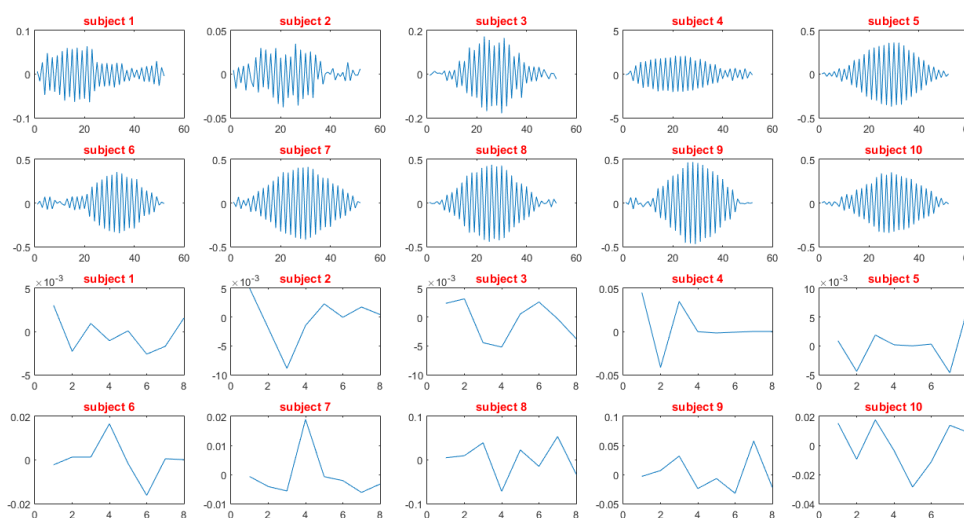 subject 1 subject 2 subject 3 subject 4 subject 5
0.1 0.05 0.2 5 0.5
0 0 0 0 0
-0.1 -0.05 -0.2 -5 -0.5
0 20 40 60 0 20 40 60 0 20 40 60 0 20 40 60 0 20 40 60
subject 6 subject 7 subject 8 subject 9 subject 10
0.5 0.5 0.5 0.5 0.5
0 0 0 0 0
-0.5 -0.5 -0.5 -0.5 -0.5
0 20 40 60 0 20 40 60 0 20 40 60 0 20 40 60 0 20 40 60
subject 1 subject 2 subject 3 subject 4 subject 5
×10⁻³ ×10⁻³ ×10⁻³ ×10⁻³
5 5 5 0.05 10
0 0 0 0 5
-5 -5 -5 -0.05 0
-10 -10 -5
0 2 4 6 8 0 2 4 6 8 0 2 4 6 8 0 2 4 6 8 0 2 4 6 8
subject 6 subject 7 subject 8 subject 9 subject 10
0.02 0.02 0.1 0.1 0.02
0 0.01 0 0.05 0
-0.02 0 -0.1 0 -0.02
-0.01 -0.05 -0.04
0 2 4 6 8 0 2 4 6 8 0 2 4 6 8 0 2 4 6 8 0 2 4 6 8